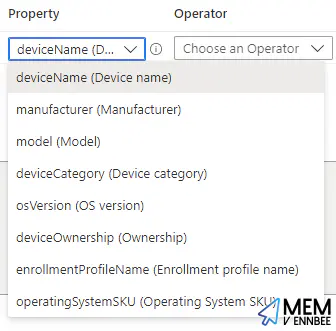 Property Operator
deviceName (D... Choose an Operator
deviceName (Device name)
manufacturer (Manufacturer)
model (Model)
deviceCategory (Device category)
osVersion (OS version)
deviceOwnership (Ownership)
enrollmentProfileName (Enrollment profile name)
operatingSystemSKU (Operating System SKU)
MEM
V ENNBEE